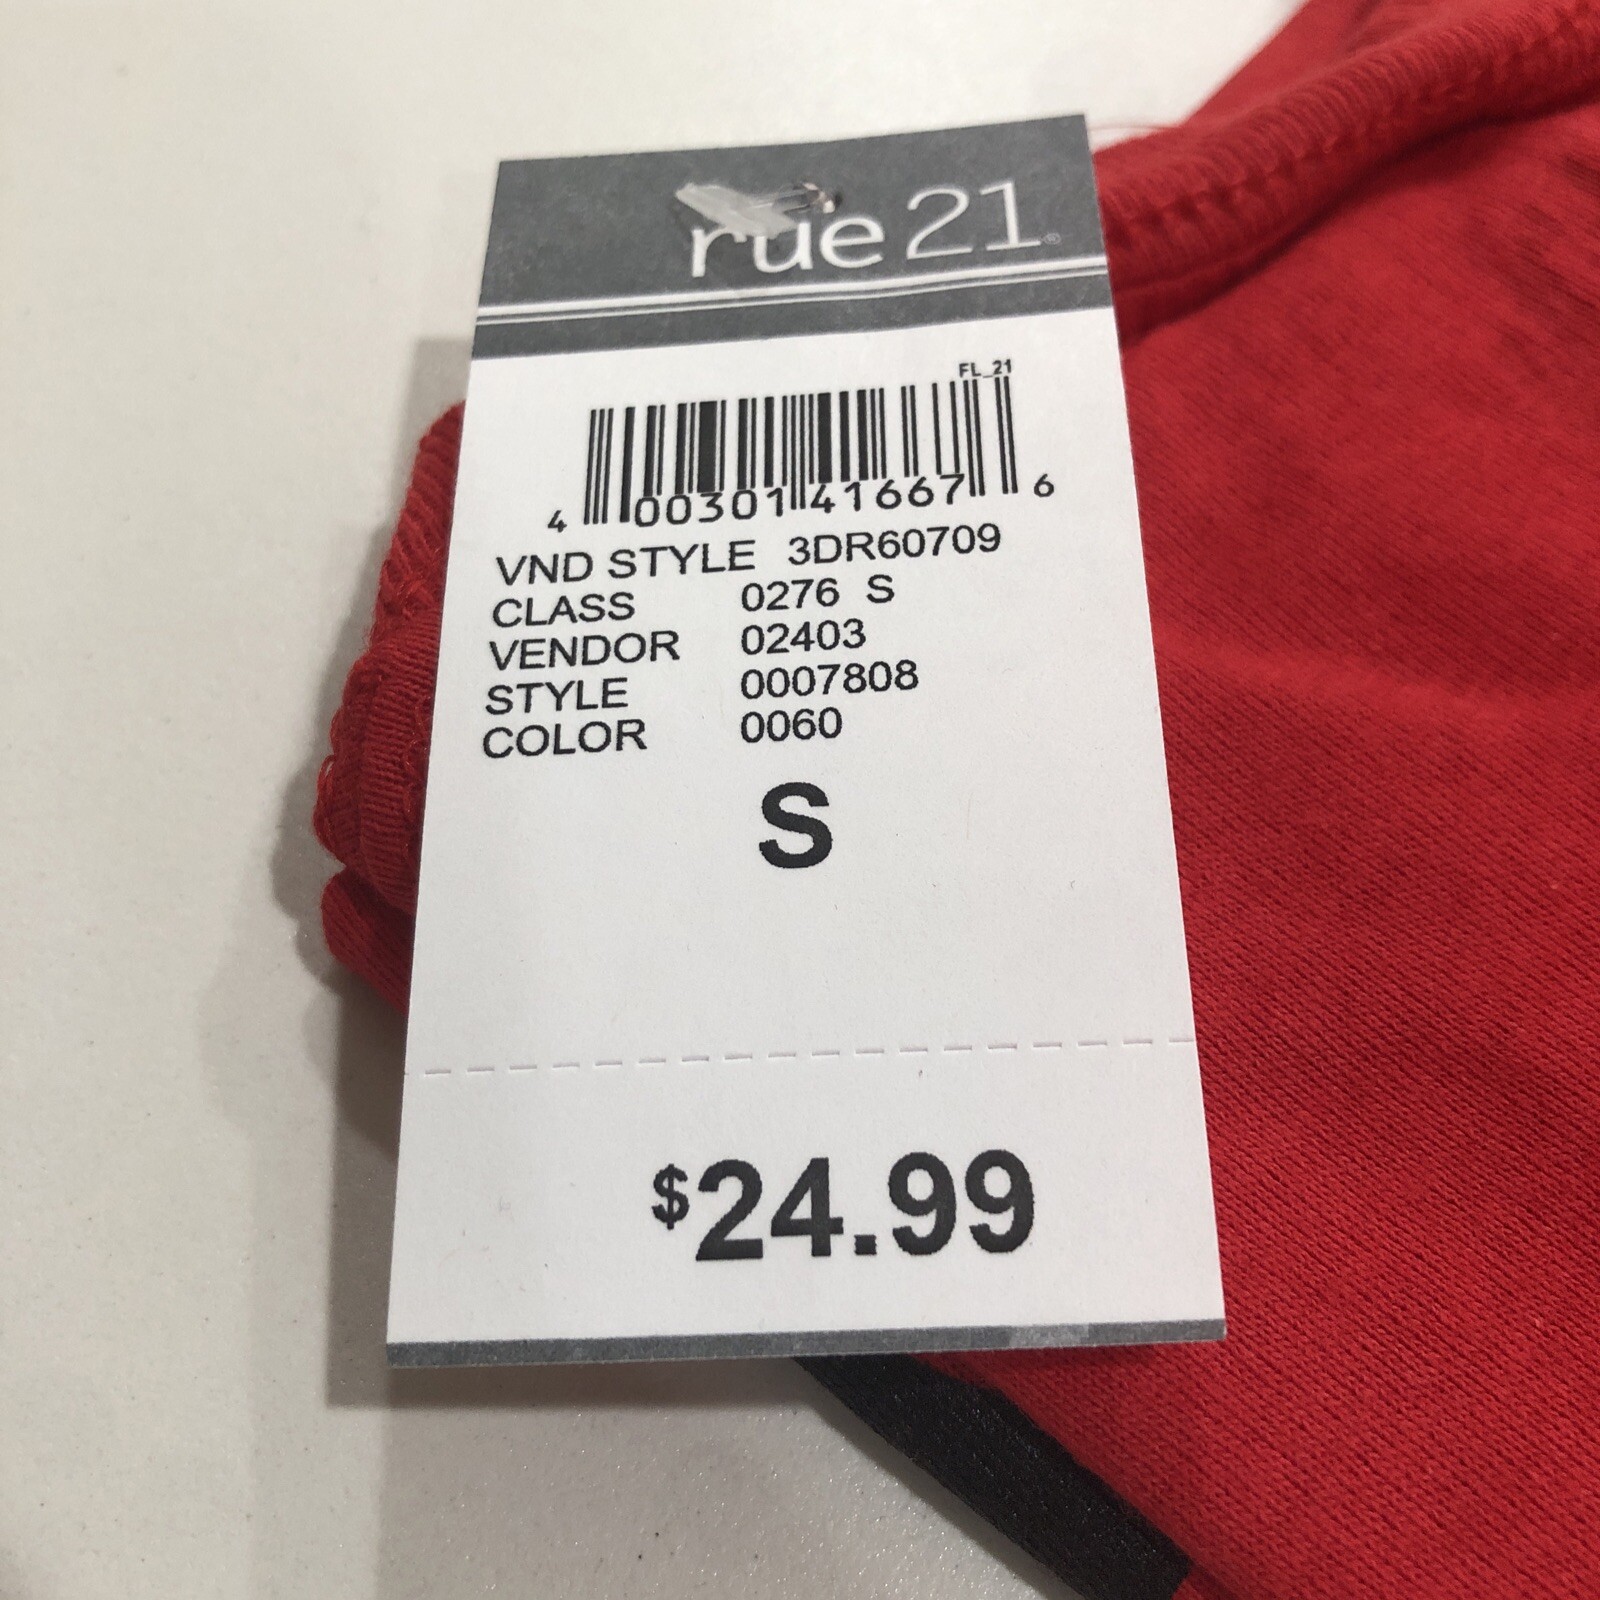 rue21®
FL_21
4 00301 41667 6
VND STYLE 3DR60709
CLASS 0276 S
VENDOR 02403
STYLE 0007808
COLOR 0060
S
$24.99